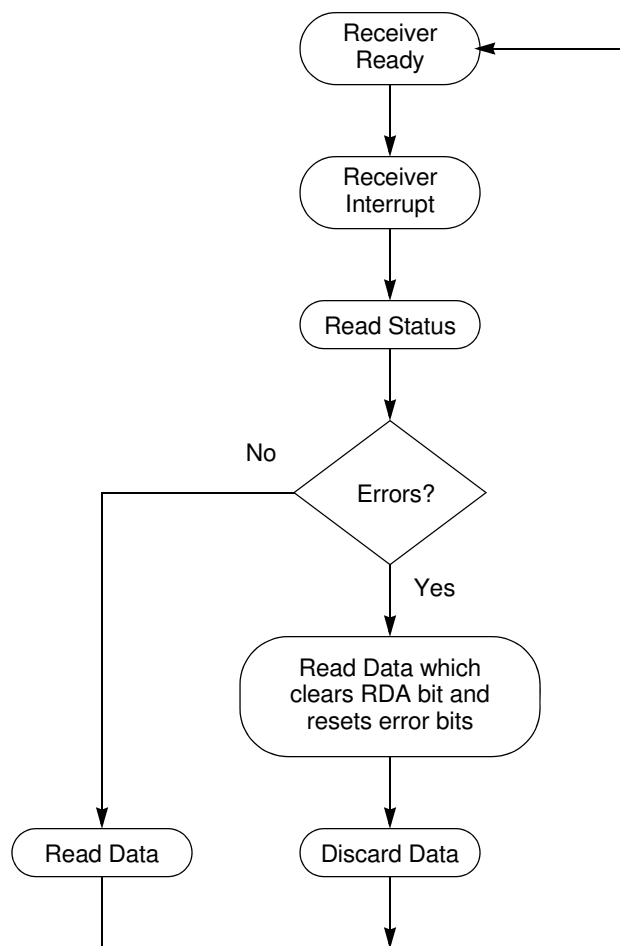 Receiver
Ready
Receiver
Interrupt
Read Status
No
Errors?
Yes
Read Data which
clears RDA bit and
resets error bits
Read Data
Discard Data